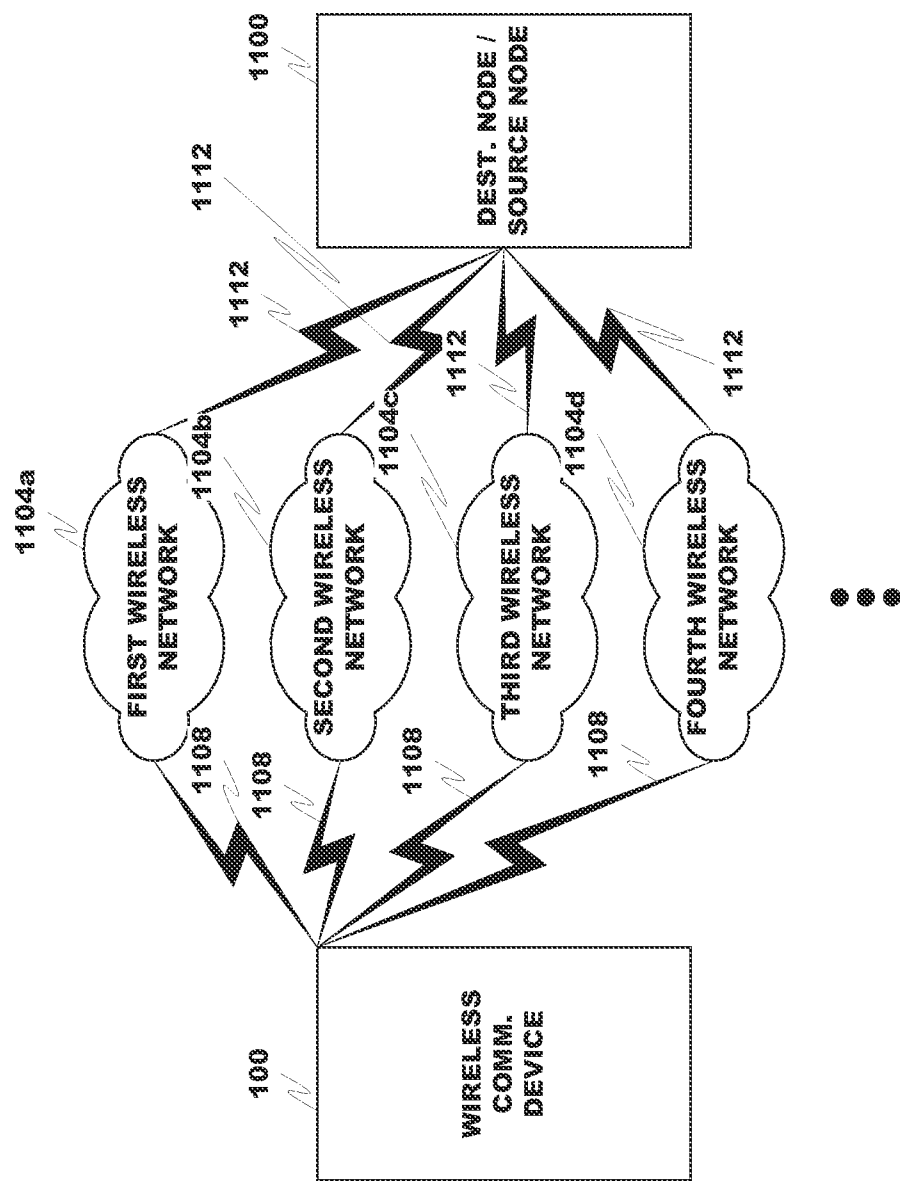 100
WIRELESS
COMM.
DEVICE
1108
1108
1108
1108
1104a
FIRST WIRELESS
NETWORK
1104b
SECOND WIRELESS
NETWORK
1104c
THIRD WIRELESS
NETWORK
1104d
FOURTH WIRELESS
NETWORK
1112
1112
1112
1112
1100
DEST. NODE /
SOURCE NODE